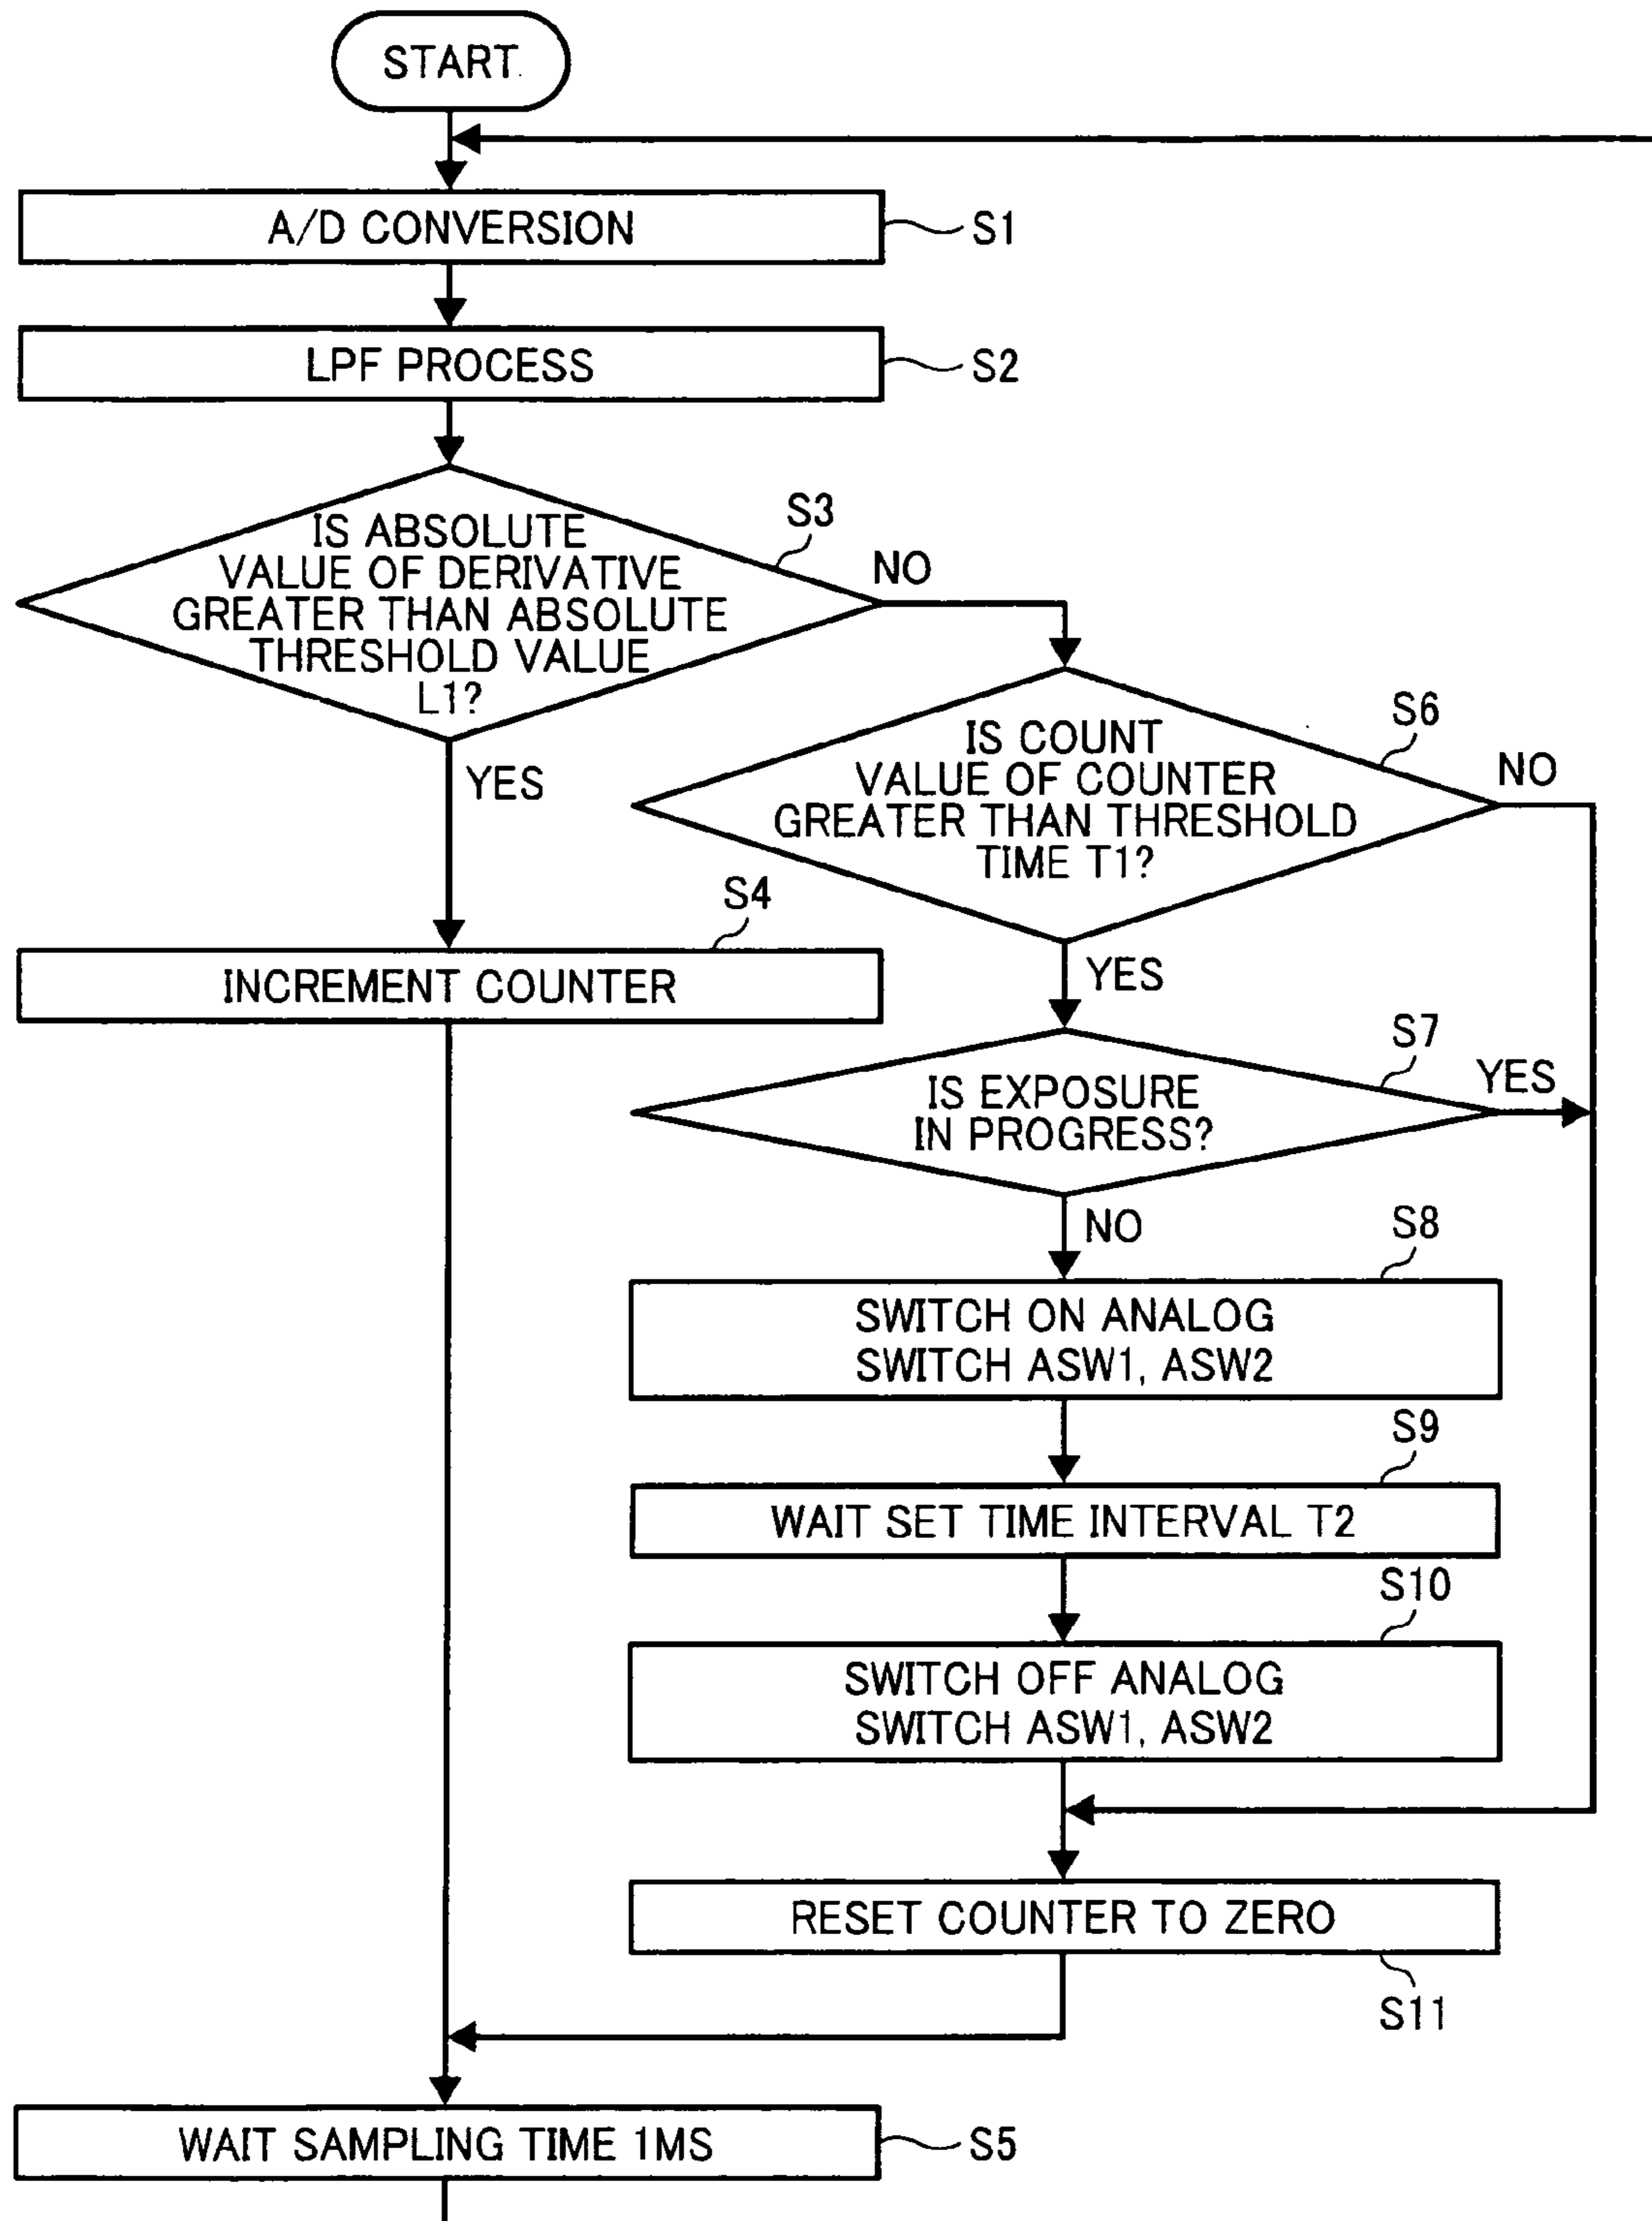 START
A/D CONVERSION
S1
LPF PROCESS
S2
IS ABSOLUTE
VALUE OF DERIVATIVE
GREATER THAN ABSOLUTE
THRESHOLD VALUE
L1?
S3
NO
YES
S4
INCREMENT COUNTER
IS COUNT
VALUE OF COUNTER
GREATER THAN THRESHOLD
TIME T1?
S6
NO
YES
S7
IS EXPOSURE
IN PROGRESS?
YES
NO
S8
SWITCH ON ANALOG
SWITCH ASW1, ASW2
S9
WAIT SET TIME INTERVAL T2
S10
SWITCH OFF ANALOG
SWITCH ASW1, ASW2
RESET COUNTER TO ZERO
S11
WAIT SAMPLING TIME 1MS
S5